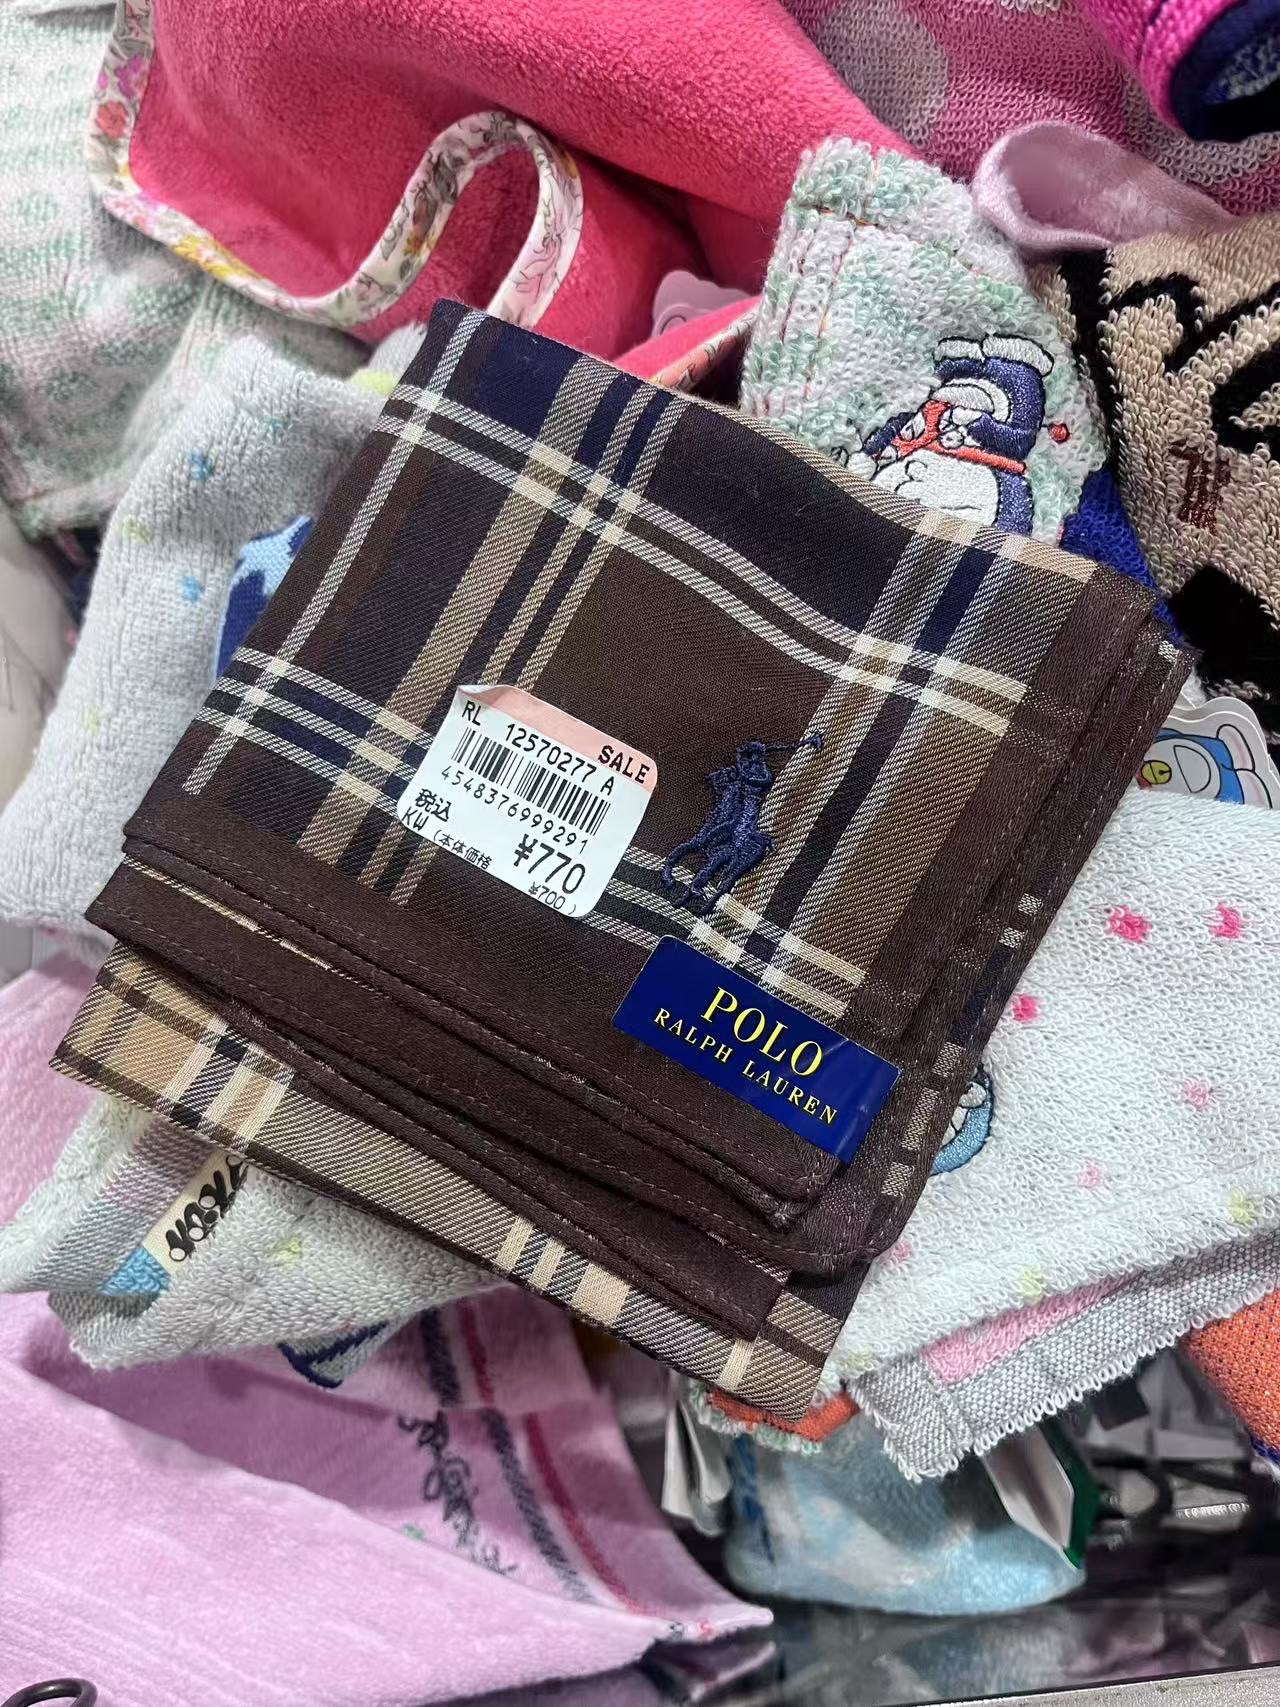 RL 12570277 A
SALE
4548376999291
税込 ¥770
KW (本体価格 ¥700)
POLO
RALPH LAUREN